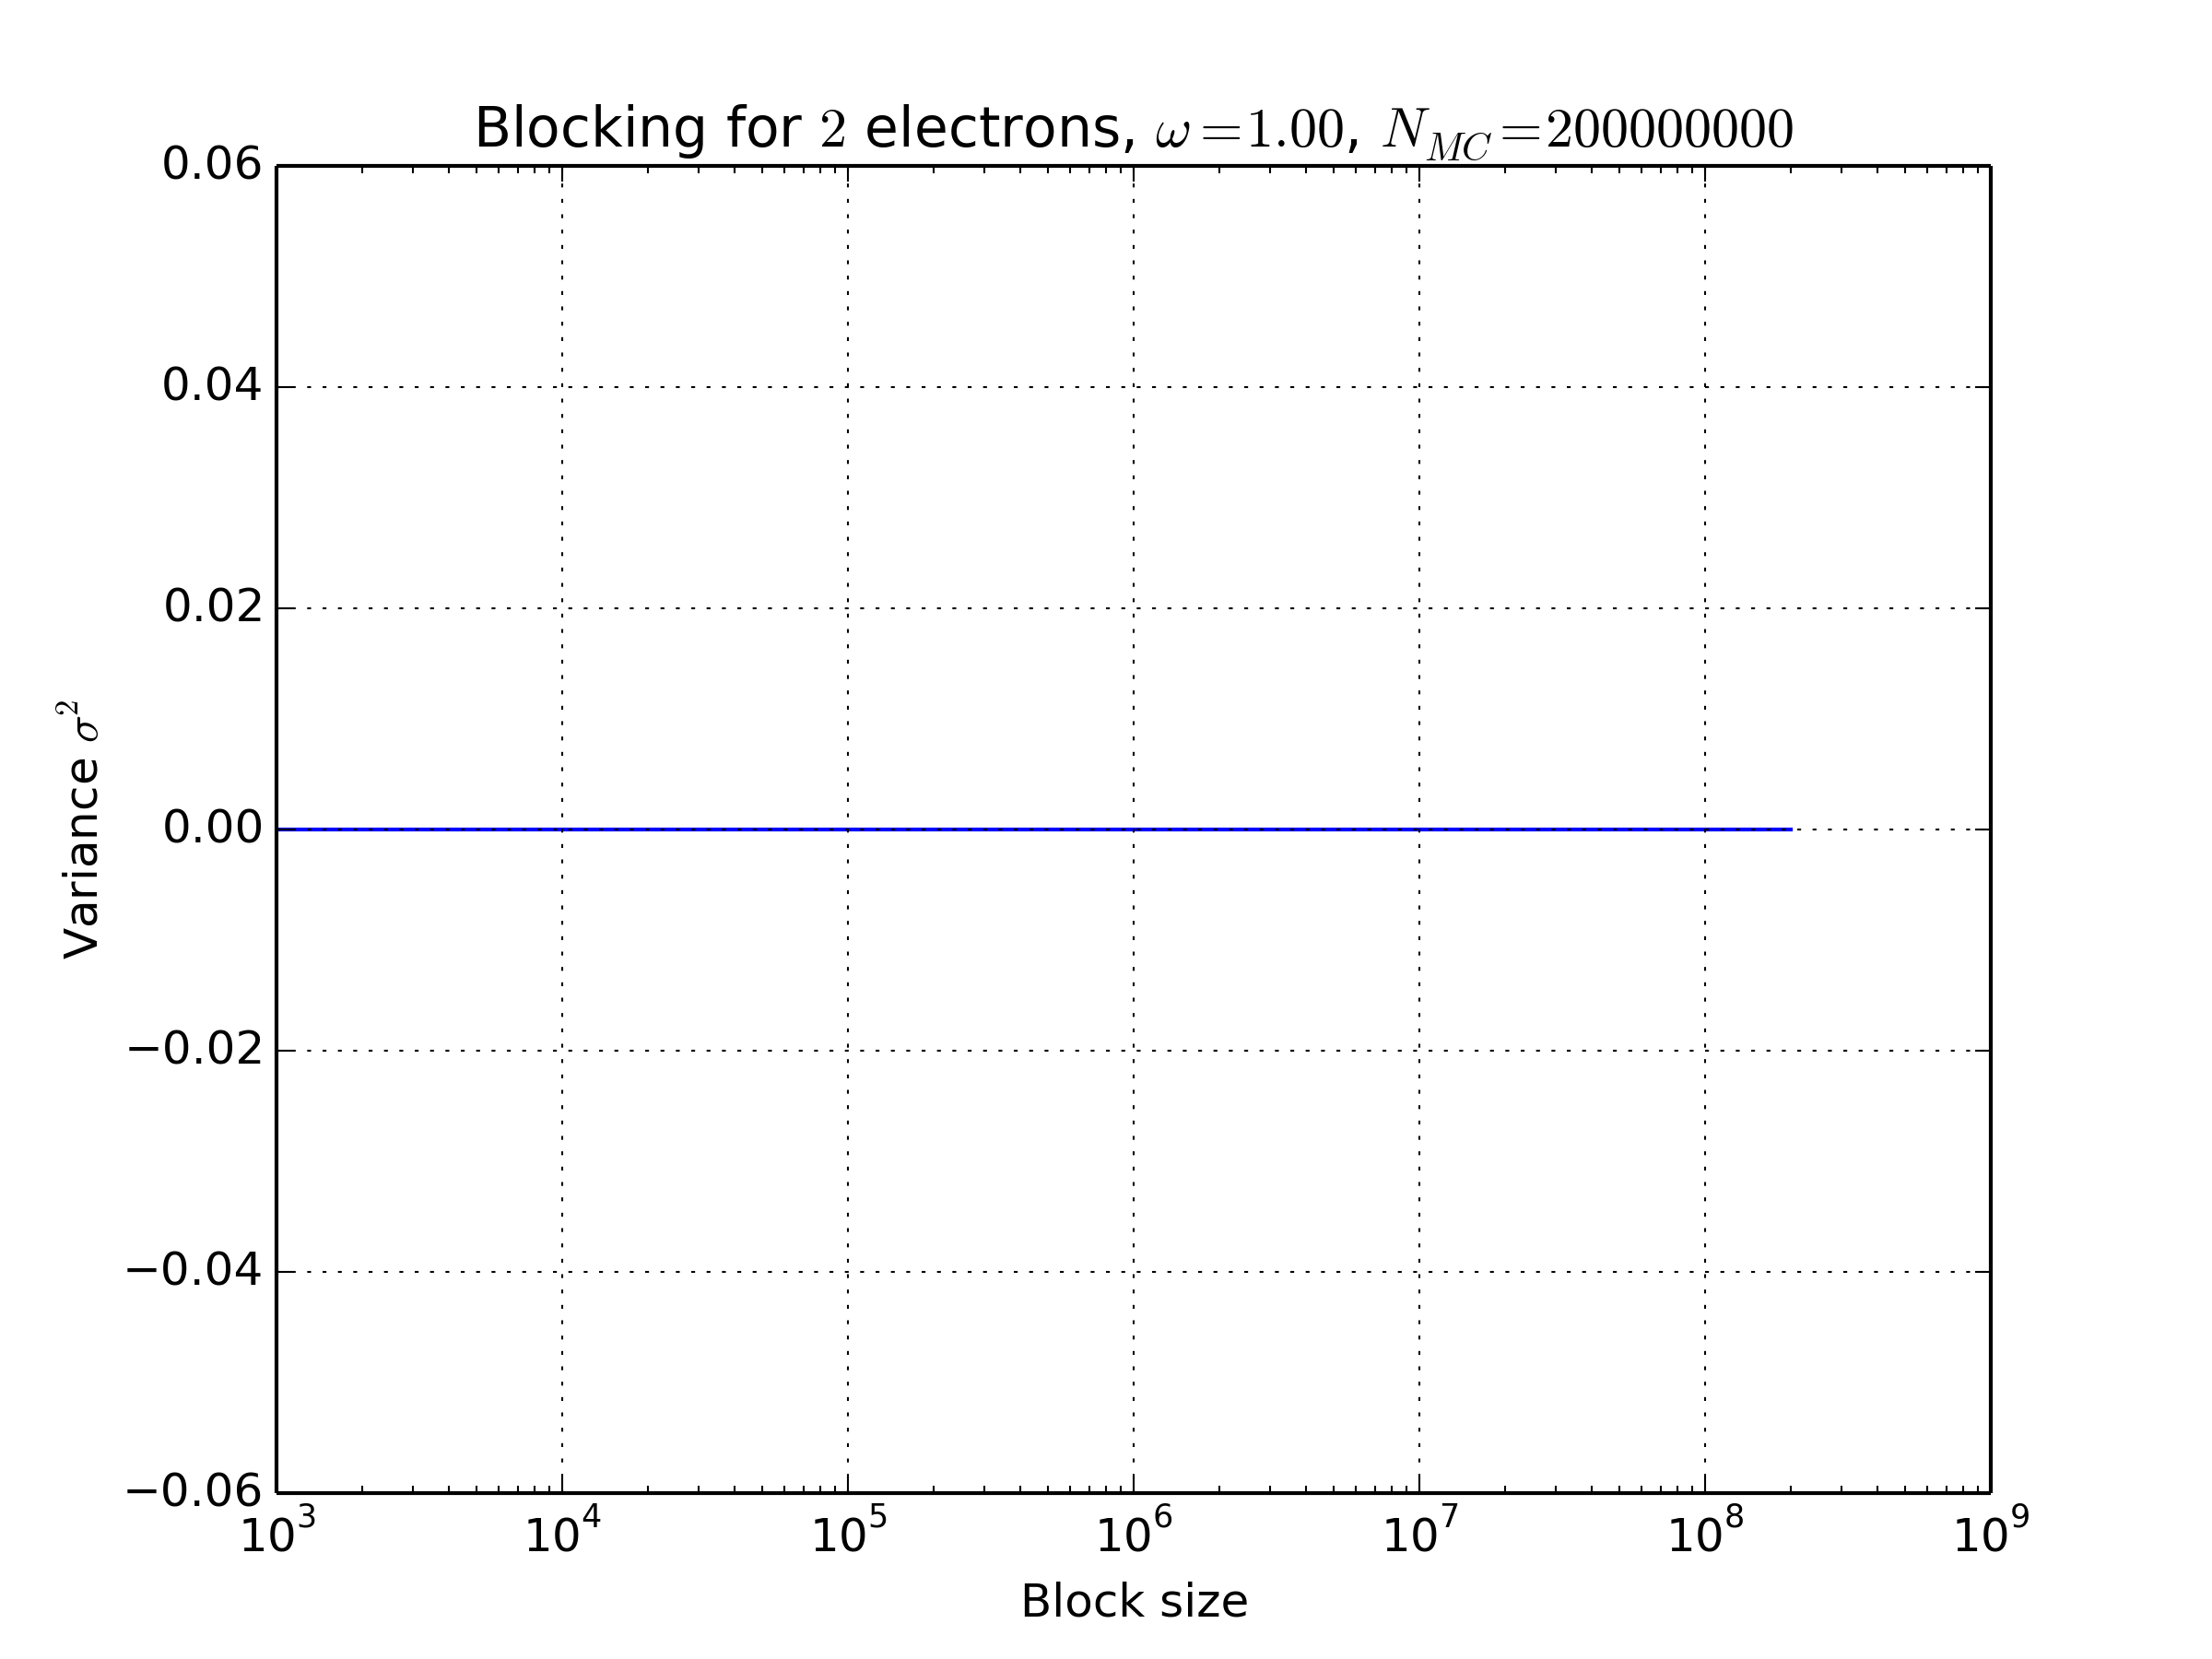 Blocking for 2 electrons, ω=1.00, N_MC=200000000
0.06
0.04
0.02
0.00
−0.02
−0.04
−0.06
Variance σ²
10³ 10⁴ 10⁵ 10⁶ 10⁷ 10⁸ 10⁹
Block size